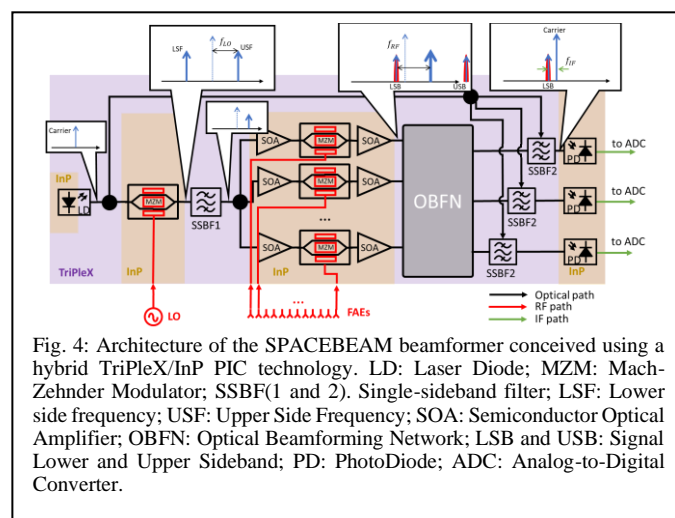 LSF
f_LO
USF
f_RF
LSB
USB
Carrier
f_IF
LSB
Carrier
SOA
MZM
SOA
PD
to ADC
InP
LD
MZM
SSBF1
SOA
MZM
SOA
OBFN
SSBF2
PD
to ADC
...
SSBF2
TriPleX
InP
SOA
MZM
SOA
InP
SSBF2
PD
InP
to ADC
LO
...
FAEs
Optical path
RF path
IF path
Fig. 4: Architecture of the SPACEBEAM beamformer conceived using a
hybrid TriPleX/InP PIC technology. LD: Laser Diode; MZM: Mach-
Zehnder Modulator; SSBF(1 and 2). Single-sideband filter; LSF: Lower
side frequency; USF: Upper Side Frequency; SOA: Semiconductor Optical
Amplifier; OBFN: Optical Beamforming Network; LSB and USB: Signal
Lower and Upper Sideband; PD: PhotoDiode; ADC: Analog-to-Digital
Converter.